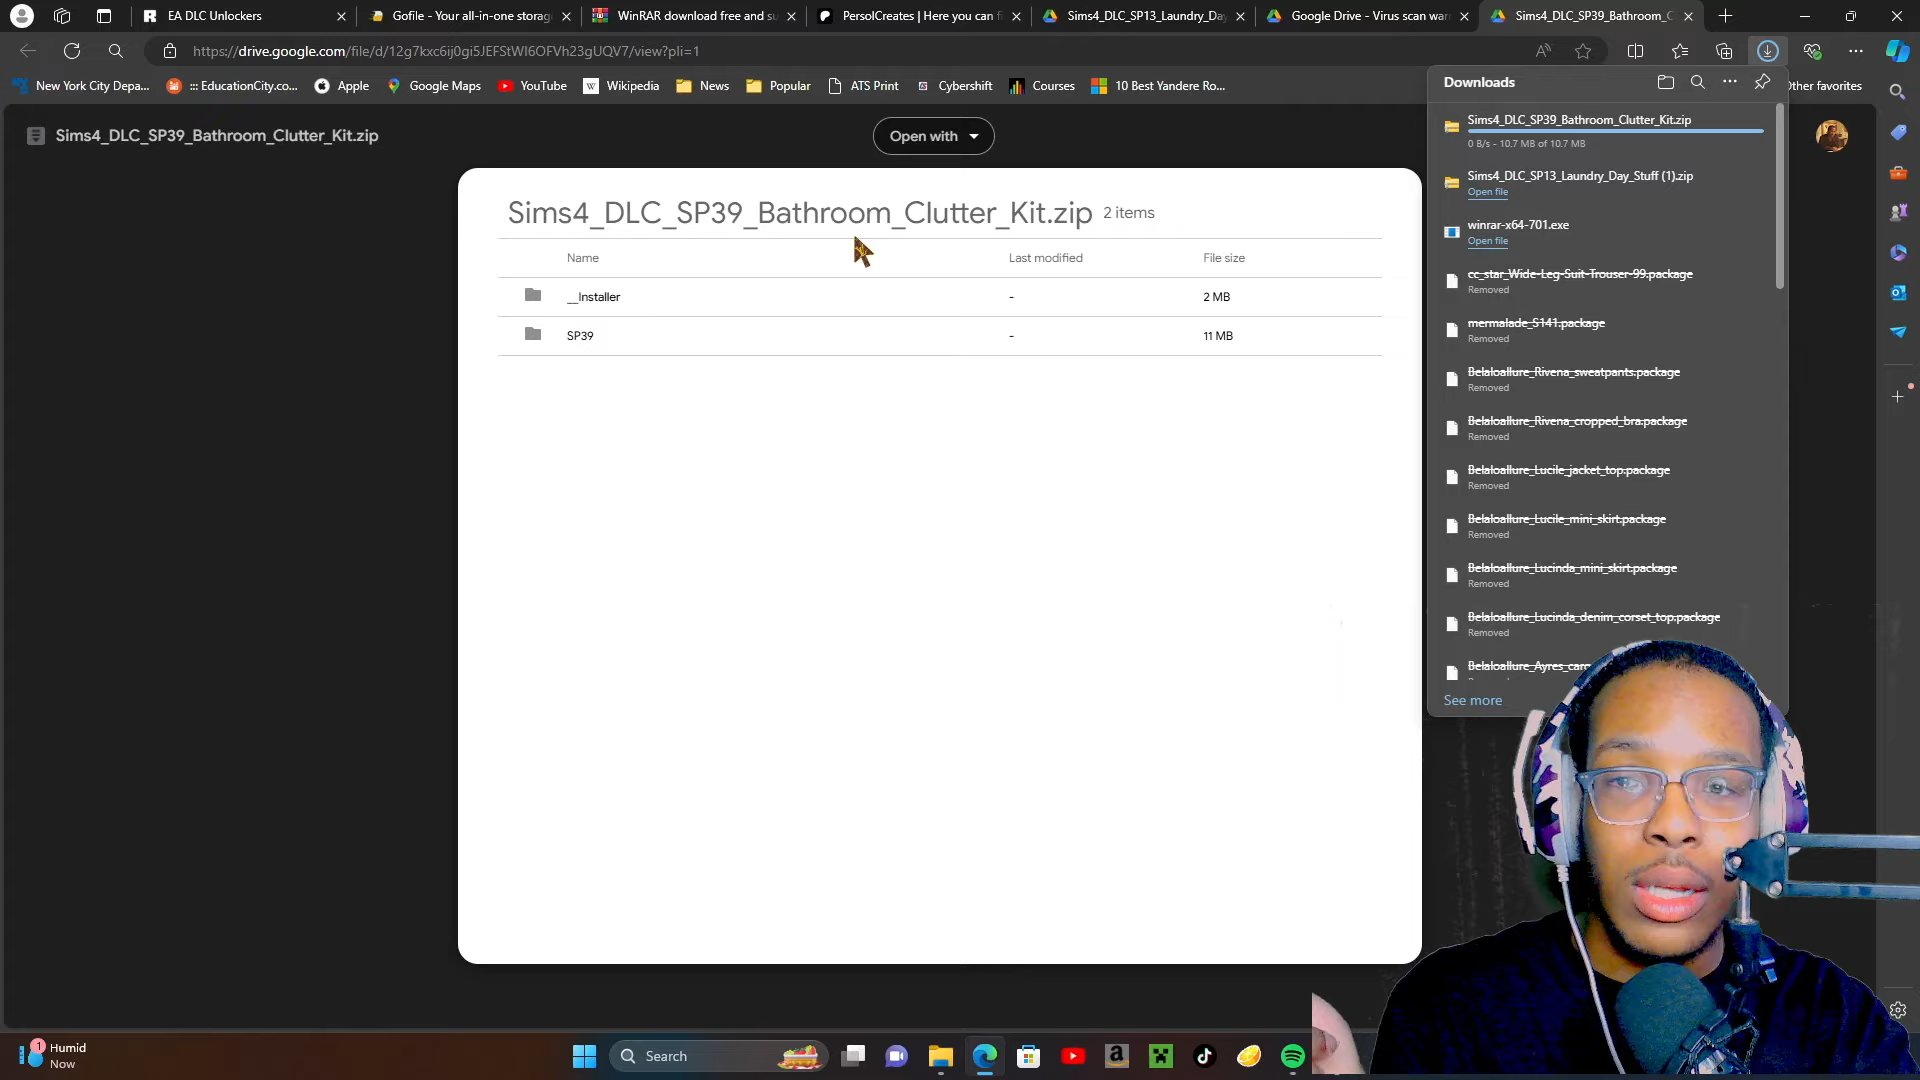 EA DLC Unlockers
Gofile - Your all-in-one storag
WinRAR download free and su
PersolCreates | Here you can fi
Sims4_DLC_SP13_Laundry_Da
Google Drive - Virus scan warn
Sims4_DLC_SP39_Bathroom_C
https://drive.google.com/file/d/12g7kxc6ij0gi5JEFStWl6OFVh23gUQV7/view?pli=1
New York City Depa...
::: EducationCity.co...
Apple
Google Maps
YouTube
W Wikipedia
News
Popular
ATS Print
Cybershift
Courses
10 Best Yandere Ro...
Other favorites
Sims4_DLC_SP39_Bathroom_Clutter_Kit.zip
Open with
Sims4_DLC_SP39_Bathroom_Clutter_Kit.zip 2 items
Name Last modified File size
__Installer - 2 MB
SP39 - 11 MB
Downloads
Sims4_DLC_SP39_Bathroom_Clutter_Kit.zip
0 B/s - 10.7 MB of 10.7 MB
Sims4_DLC_SP13_Laundry_Day_Stuff (1).zip
Open file
winrar-x64-701.exe
Open file
cc_star_Wide-Leg-Suit-Trouser-99.package
Removed
mermalade_S141.package
Removed
Belaloallure_Rivena_sweatpants.package
Removed
Belaloallure_Rivena_cropped_bra.package
Removed
Belaloallure_Lucile_jacket_top.package
Removed
Belaloallure_Lucile_mini_skirt.package
Removed
Belaloallure_Lucinda_mini_skirt.package
Removed
Belaloallure_Lucinda_denim_corset_top.package
Removed
Belaloallure_Ayres_carg
See more
1
Humid
Now
Search